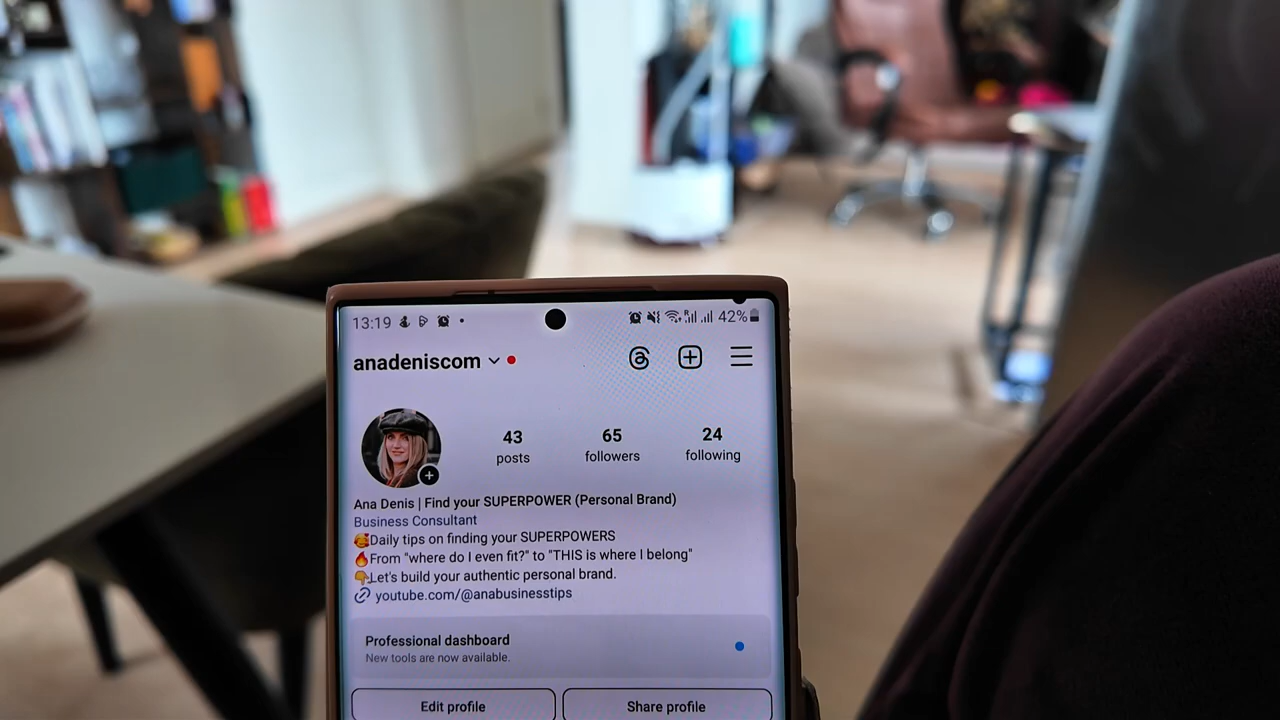 13:19 42%
anadeniscom
43 65 24
posts followers following
Ana Denis | Find your SUPERPOWER (Personal Brand)
Business Consultant
🥰Daily tips on finding your SUPERPOWERS
🔥From "where do I even fit?" to "THIS is where I belong"
👇Let's build your authentic personal brand.
youtube.com/@anabusinesstips
Professional dashboard
New tools are now available.
Edit profile Share profile